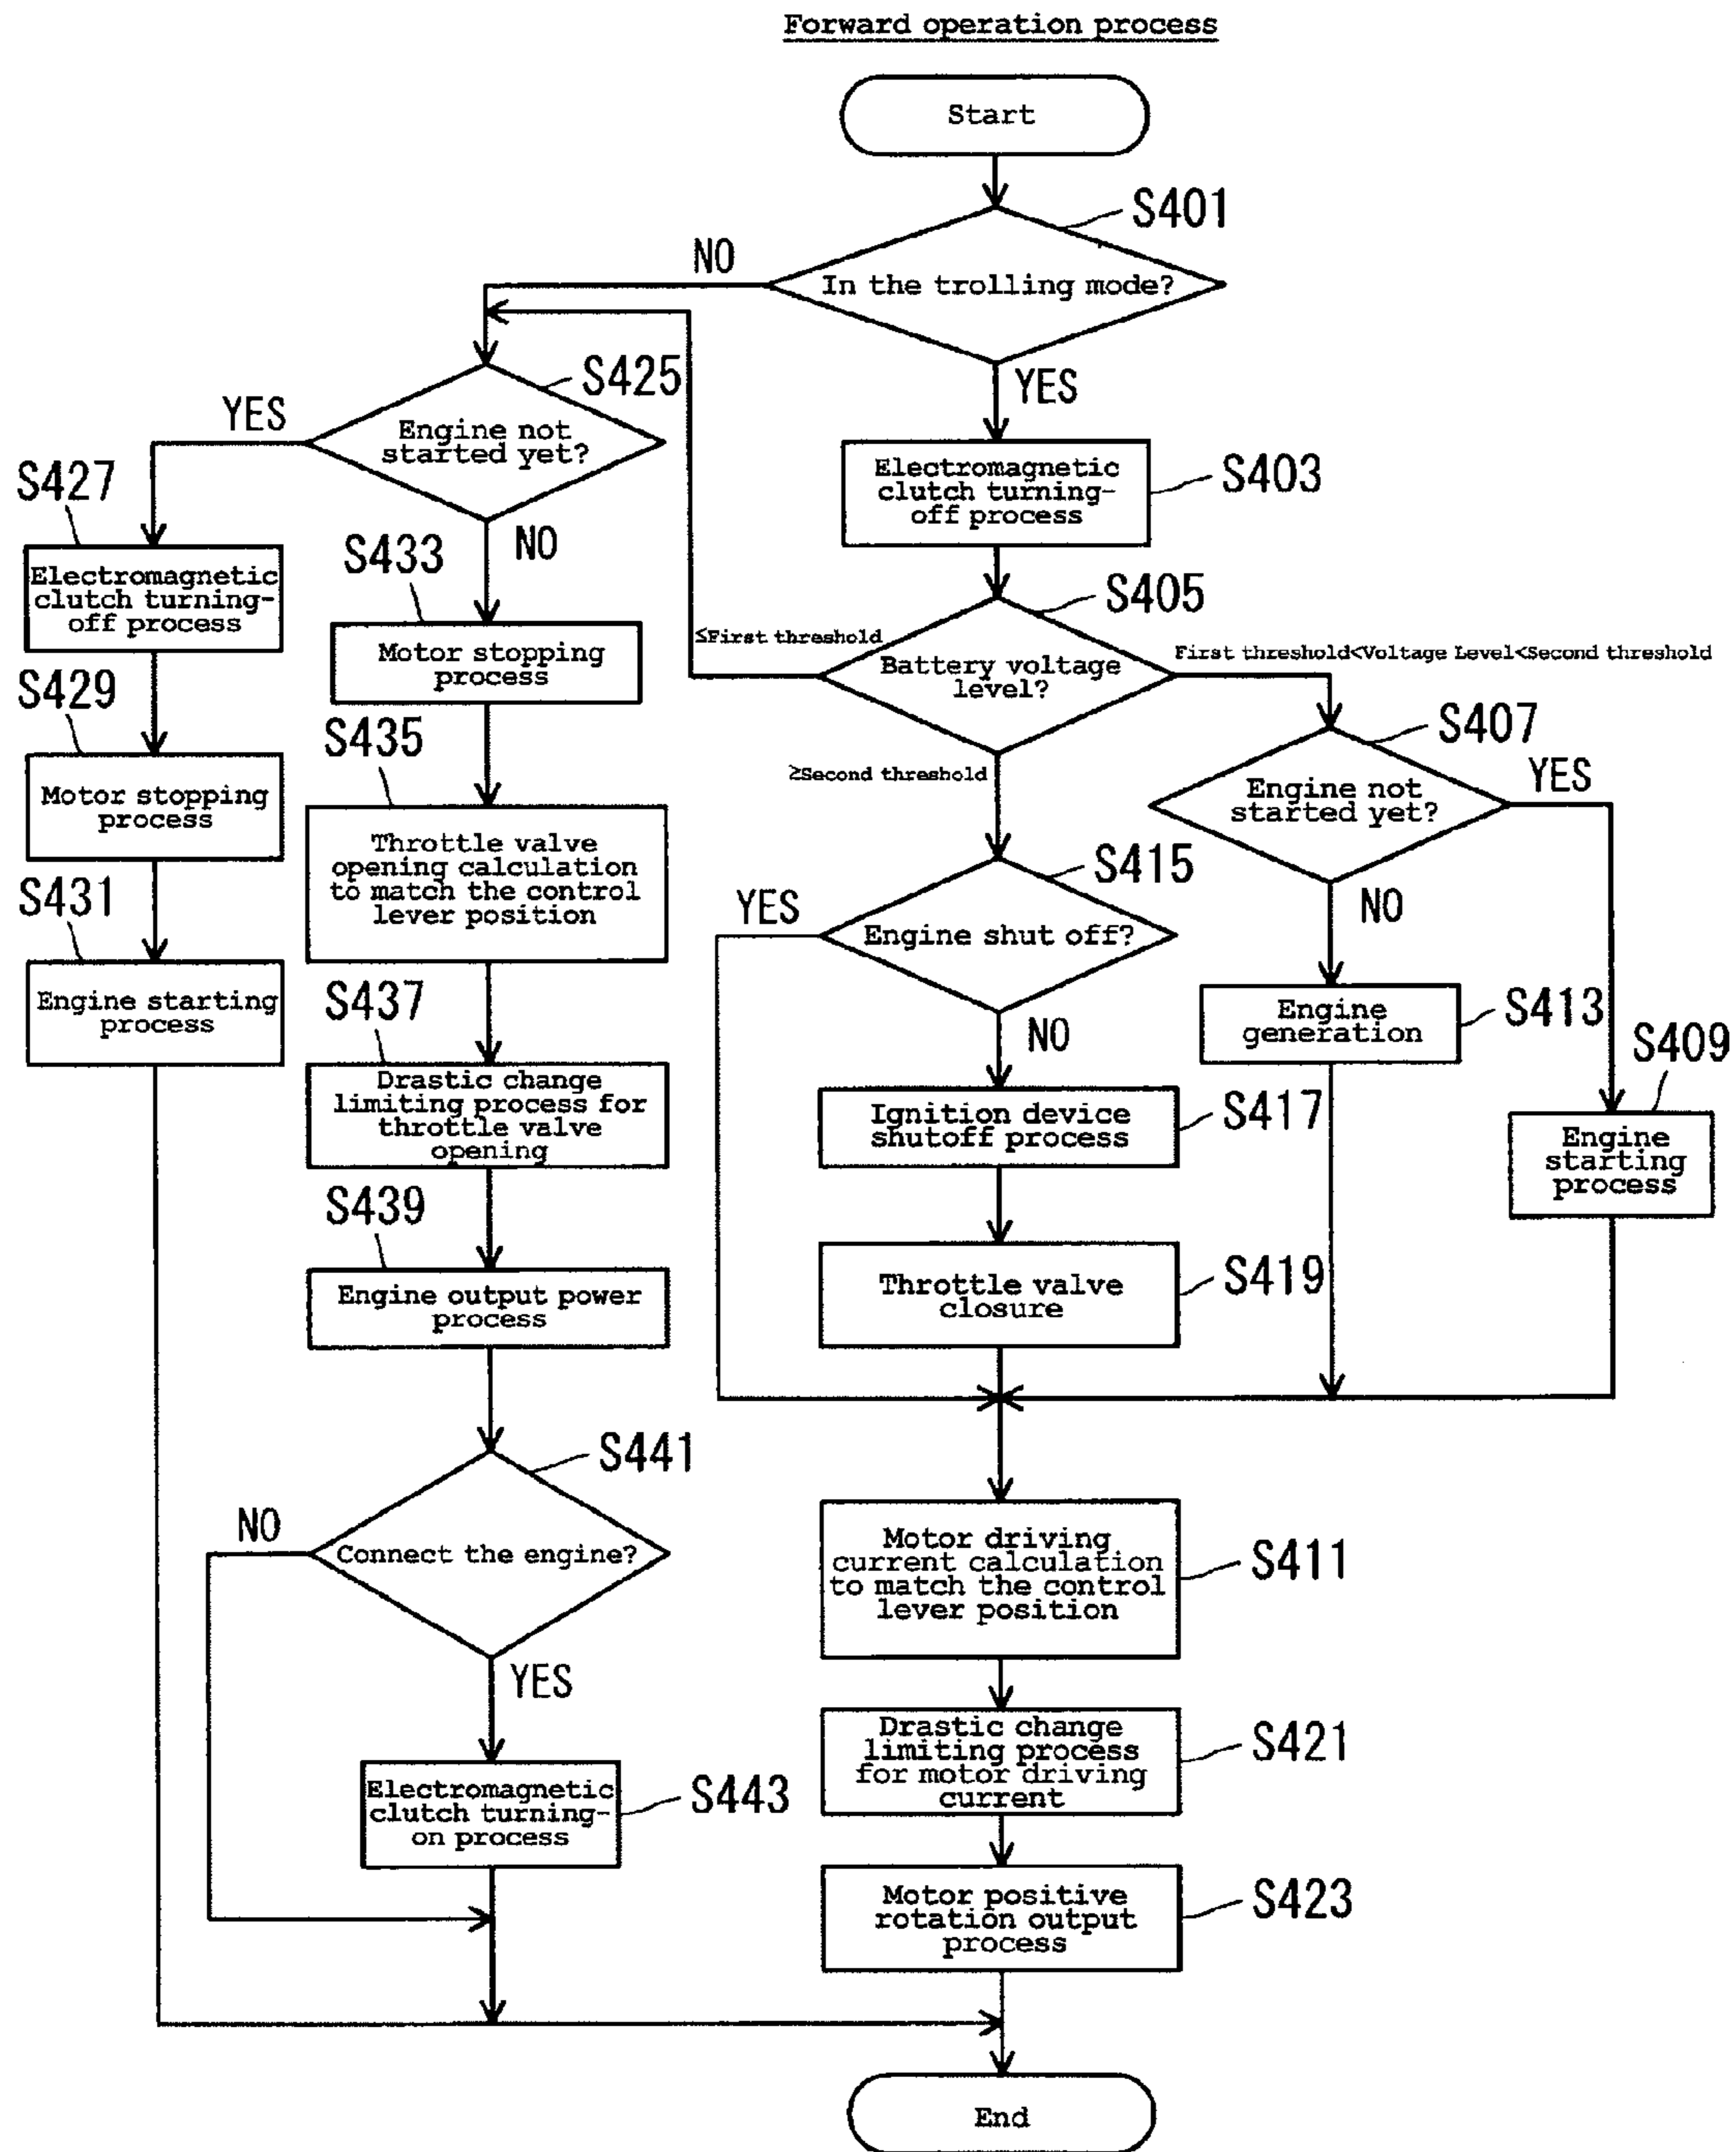 Forward operation process
Start
S401
In the trolling mode?
NO
YES
S425
Engine not
started yet?
YES
NO
S403
Electromagnetic
clutch turning-
off process
S427
Electromagnetic
clutch turning-
off process
S433
Motor stopping
process
S405
Battery voltage
level?
≤First threshold
First threshold<Voltage Level<Second threshold
≥Second threshold
S429
Motor stopping
process
S435
Throttle valve
opening calculation
to match the control
lever position
S407
Engine not
started yet?
YES
NO
S415
Engine shut off?
YES
NO
S431
Engine starting
process
S437
Drastic change
limiting process for
throttle valve
opening
S413
Engine
generation
S409
Engine
starting
process
S417
Ignition device
shutoff process
S439
Engine output power
process
S419
Throttle valve
closure
S441
Connect the engine?
NO
YES
S411
Motor driving
current calculation
to match the control
lever position
S443
Electromagnetic
clutch turning-
on process
S421
Drastic change
limiting process
for motor driving
current
S423
Motor positive
rotation output
process
End